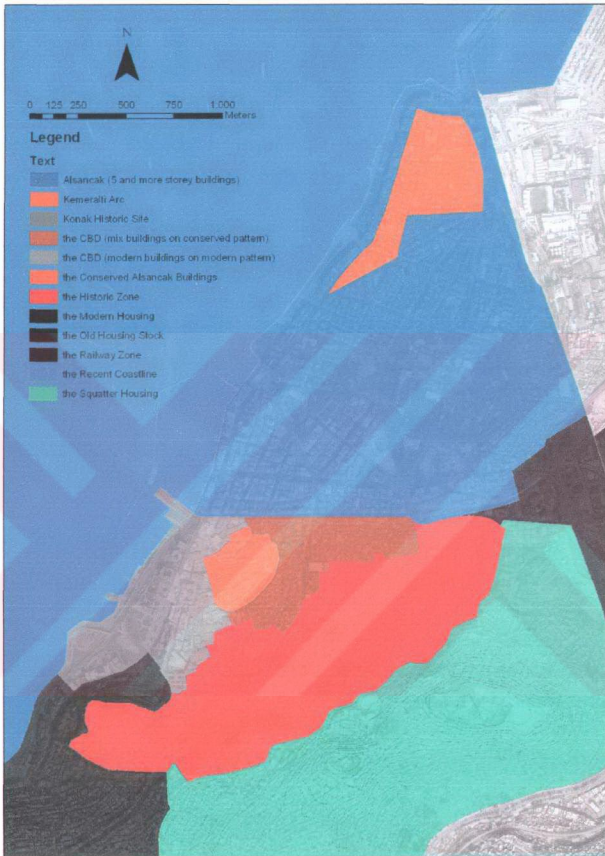 N
0 125 250 500 750 1.000
Meters
Legend
Text
Alsancak (5 and more storey buildings)
Kemeralti Arc
Konak Historic Site
the CBD (mix buildings on conserved pattern)
the CBD (modern buildings on modern pattern)
the Conserved Alsancak Buildings
the Historic Zone
the Modern Housing
the Old Housing Stock
the Railway Zone
the Recent Coastline
the Squatter Housing